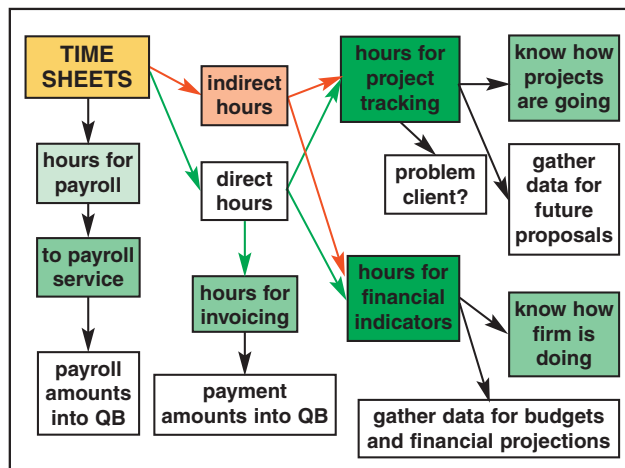 TIME
SHEETS
hours for
payroll
to payroll
service
payroll
amounts
into QB
indirect
hours
direct
hours
hours for
invoicing
payment
amounts into QB
hours for
project
tracking
problem
client?
hours for
financial
indicators
know how
projects
are going
gather
data for
future
proposals
know how
firm is
doing
gather data for budgets
and financial projections